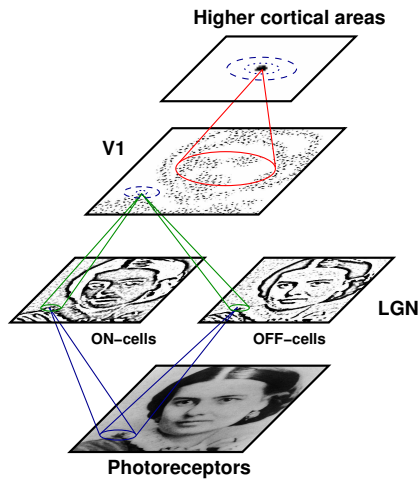 Higher cortical areas
V1
LGN
ON−cells
OFF−cells
Photoreceptors